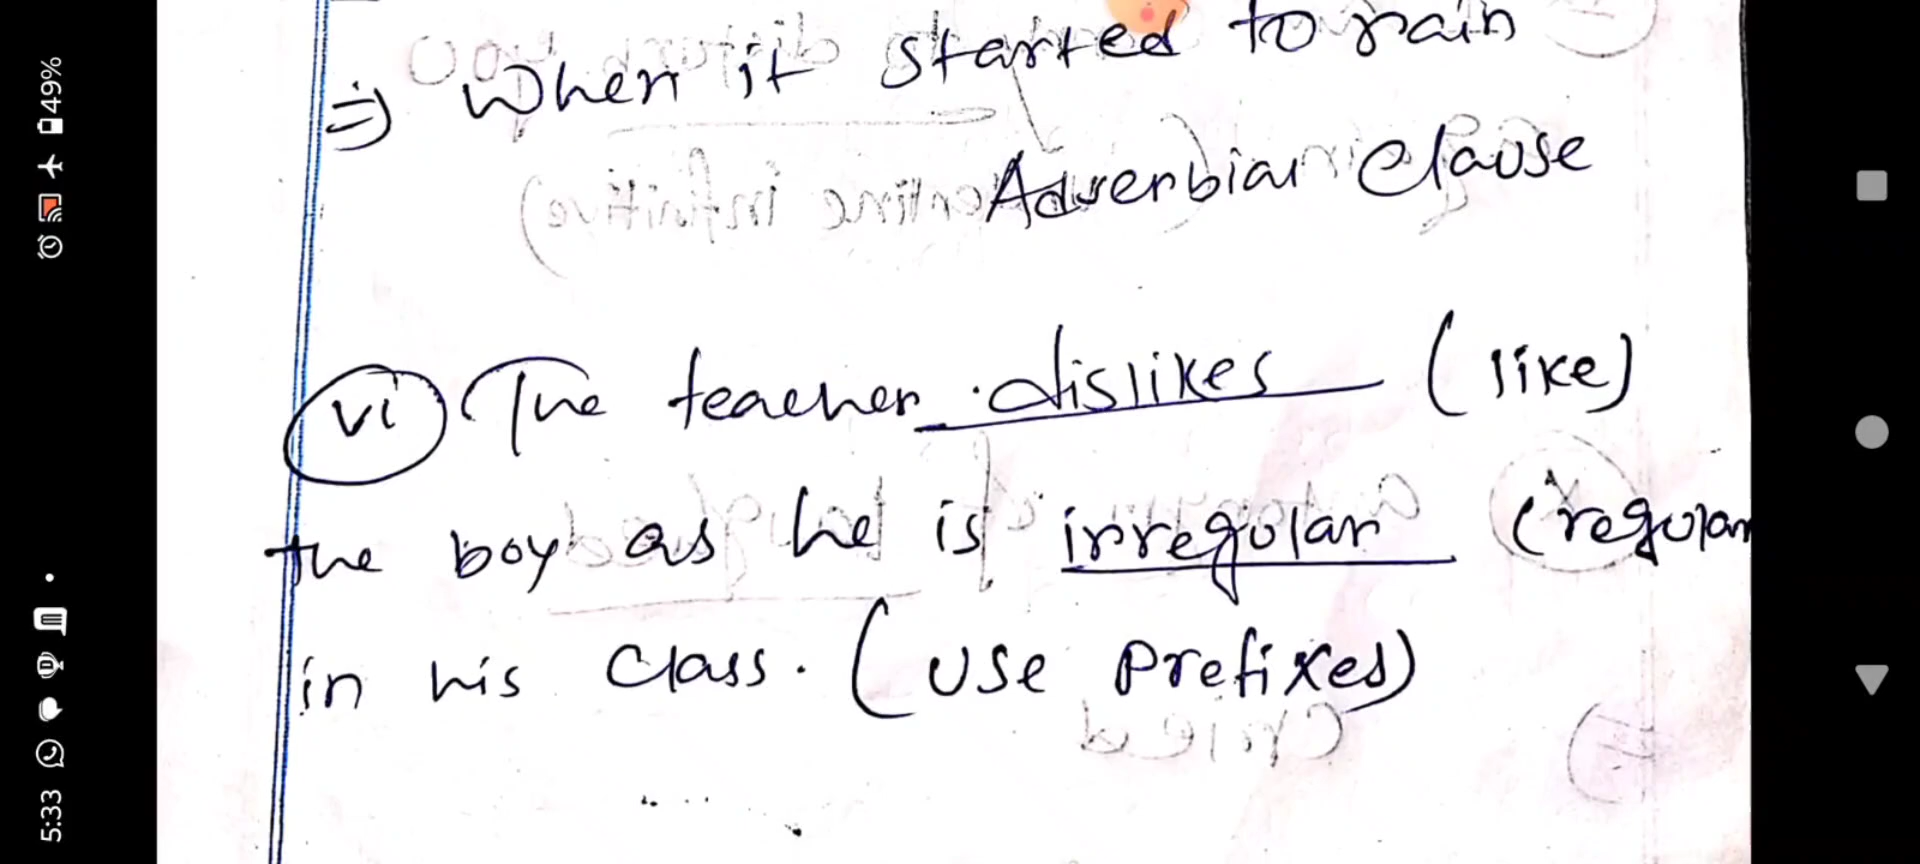 ⇒ When it started to rain
Adverbial Clause
vi) The teacher dislikes (like)
the boy as he is irregular (regular
in his class. (Use Prefixes)
5:33
49%